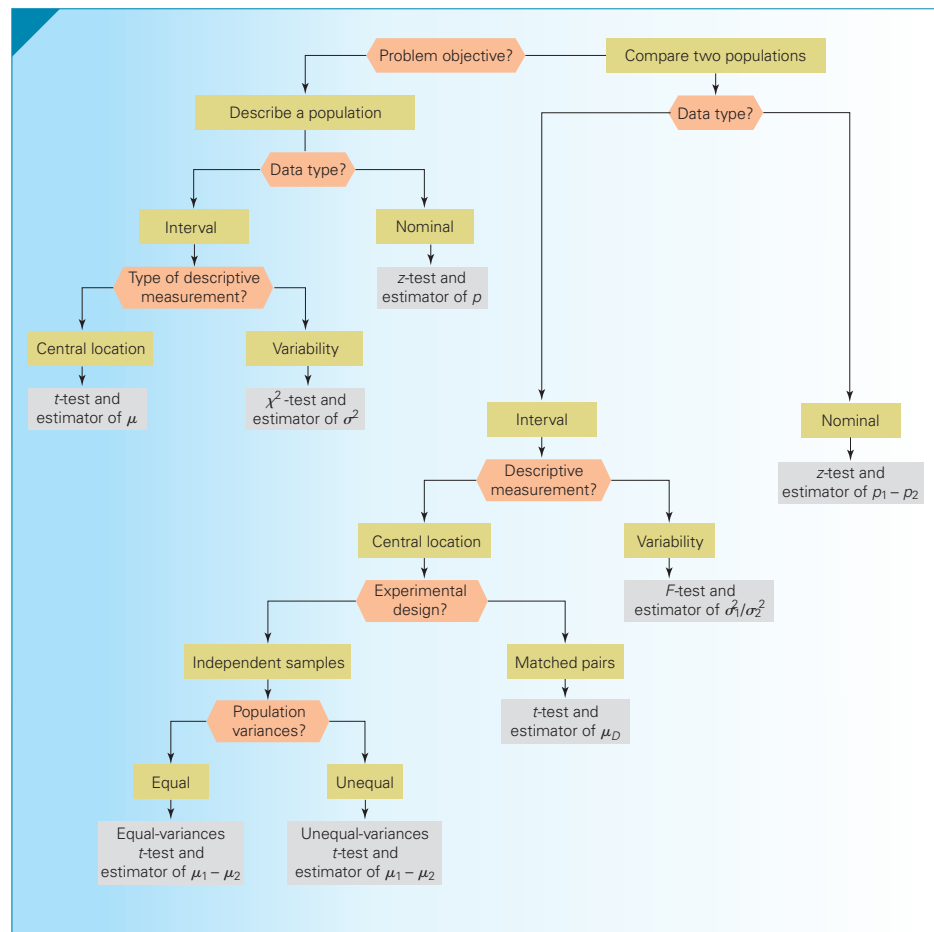 Problem objective?
Compare two populations
Describe a population
Data type?
Data type?
Interval
Nominal
Type of descriptive
measurement?
z-test and
estimator of p
Central location
Variability
t-test and
estimator of μ
χ² -test and
estimator of σ²
Interval
Nominal
Descriptive
measurement?
z-test and
estimator of p₁ – p₂
Central location
Variability
Experimental
design?
F-test and
estimator of σ₁²/σ₂²
Independent samples
Matched pairs
Population
variances?
t-test and
estimator of μ_D
Equal
Unequal
Equal-variances
t-test and
estimator of μ₁ – μ₂
Unequal-variances
t-test and
estimator of μ₁ – μ₂